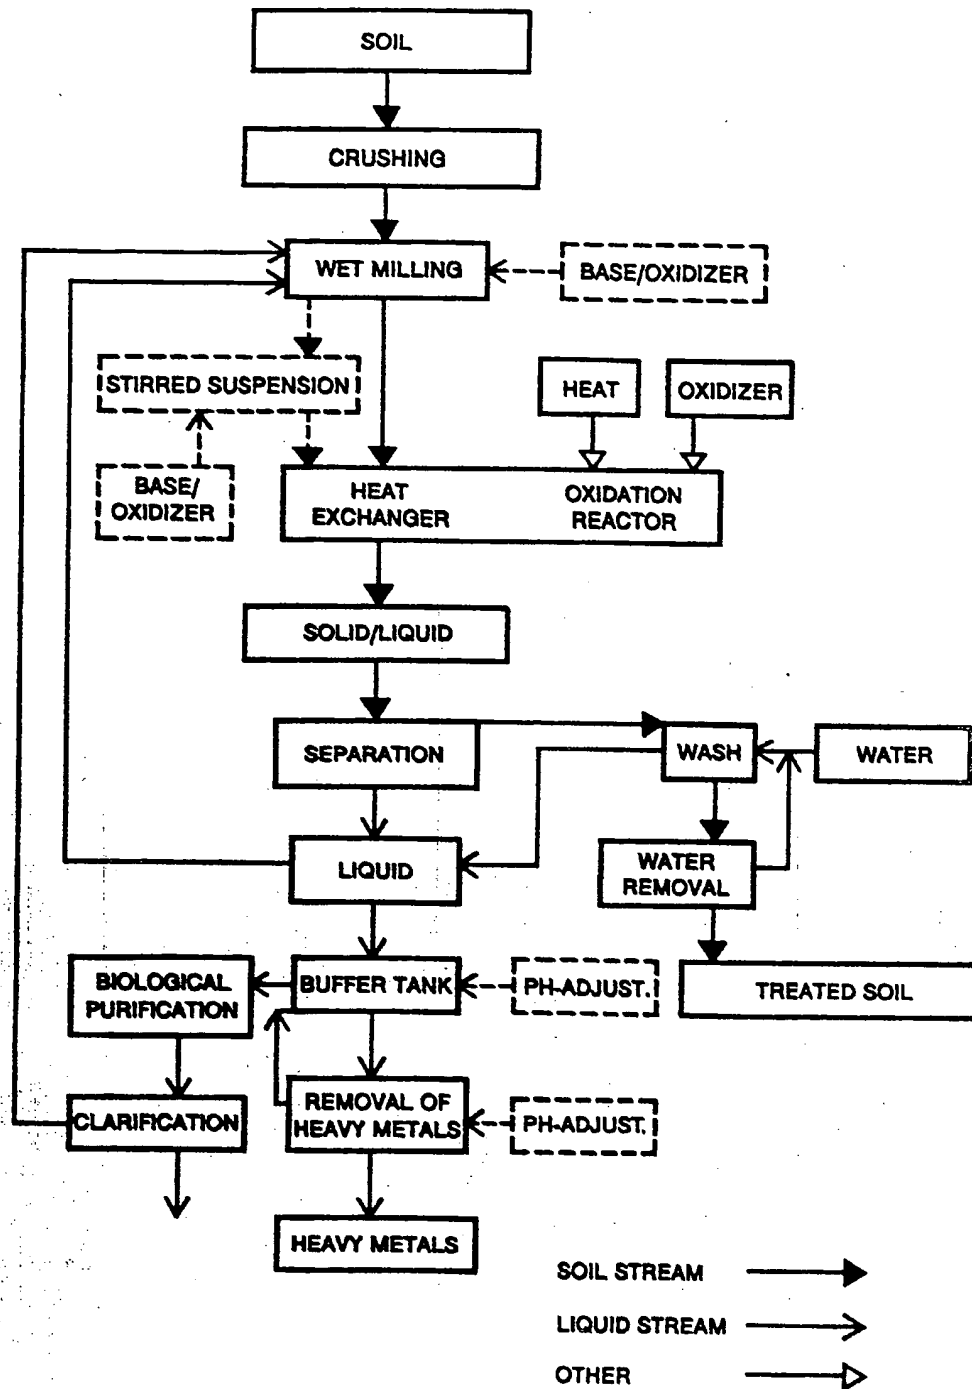 SOIL
CRUSHING
WET MILLING
BASE/OXIDIZER
STIRRED SUSPENSION
HEAT
OXIDIZER
BASE/
OXIDIZER
HEAT
EXCHANGER
OXIDATION
REACTOR
SOLID/LIQUID
SEPARATION
WASH
WATER
LIQUID
WATER
REMOVAL
BIOLOGICAL
PURIFICATION
BUFFER TANK
PH-ADJUST.
TREATED SOIL
CLARIFICATION
REMOVAL OF
HEAVY METALS
PH-ADJUST.
HEAVY METALS
SOIL STREAM
LIQUID STREAM
OTHER